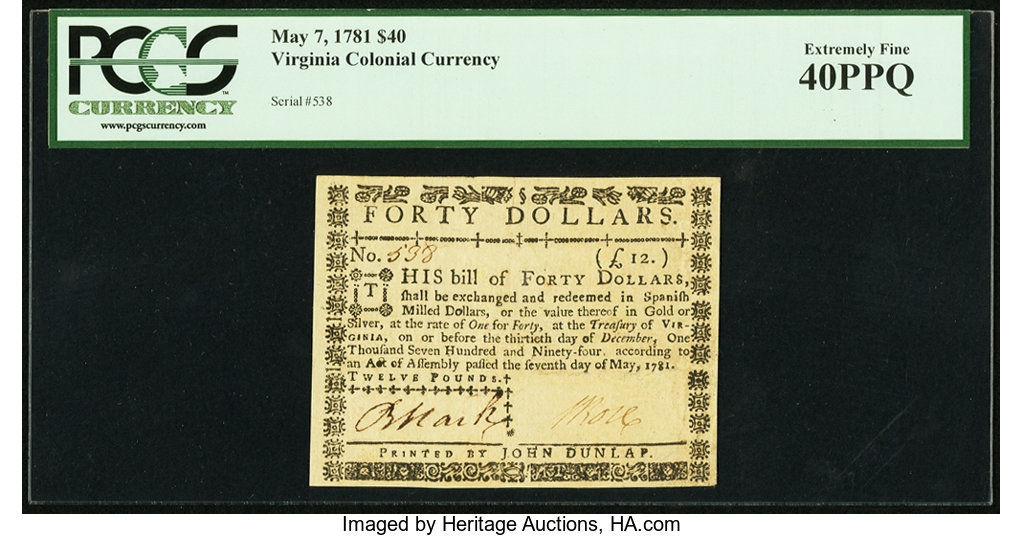 PCGS
CURRENCY
www.pcgscurrency.com
May 7, 1781 $40
Virginia Colonial Currency
Serial #538
Extremely Fine
40PPQ
FORTY DOLLARS.
No. 538 (£ 12.)
THIS bill of FORTY DOLLARS,
ſhall be exchanged and redeemed in Spaniſh
Milled Dollars, or the value thereof in Gold or
Silver, at the rate of One for Forty, at the Treaſury of VIR-
GINIA, on or before the thirtieth day of December, One
Thouſand Seven Hundred and Ninety-four, according to
an Act of Aſſembly paſſed the ſeventh day of May, 1781.
TWELVE POUNDS.
PRINTED BY JOHN DUNLAP.
Imaged by Heritage Auctions, HA.com